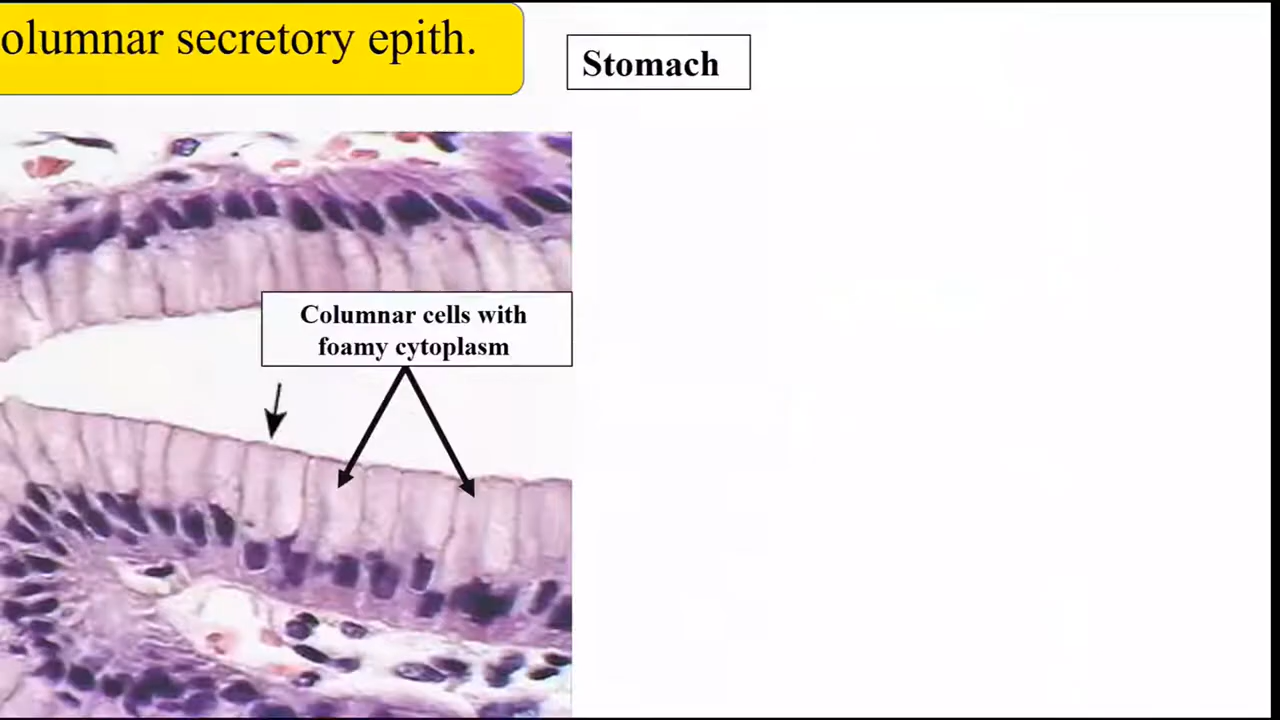 olumnar secretory epith.
Stomach
Columnar cells with
foamy cytoplasm